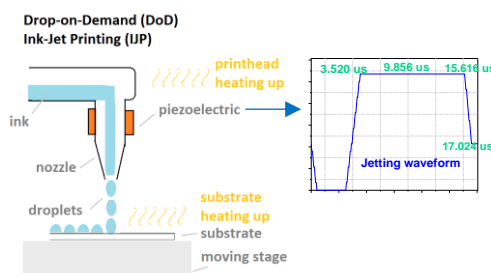 Drop-on-Demand (DoD)
Ink-Jet Printing (IJP)
printhead
heating up
ink
piezoelectric
nozzle
droplets
substrate
heating up
substrate
moving stage
3.520 us
9.856 us
15.616 us
17.024 us
Jetting waveform